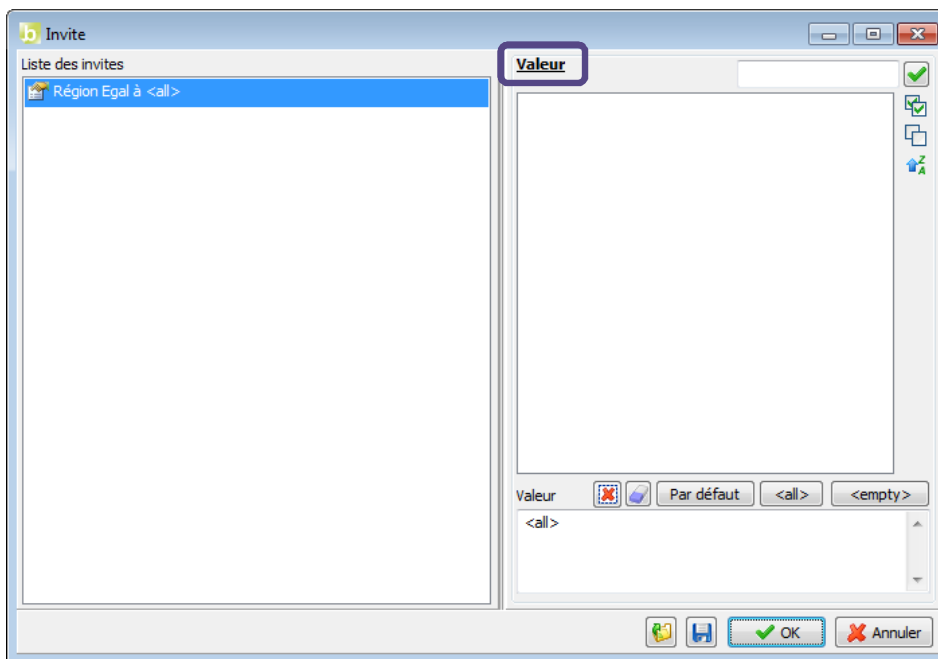 Invite
Liste des invites
Région Egal à <all>
Valeur
Valeur
Par défaut
<all>
<empty>
<all>
OK
Annuler